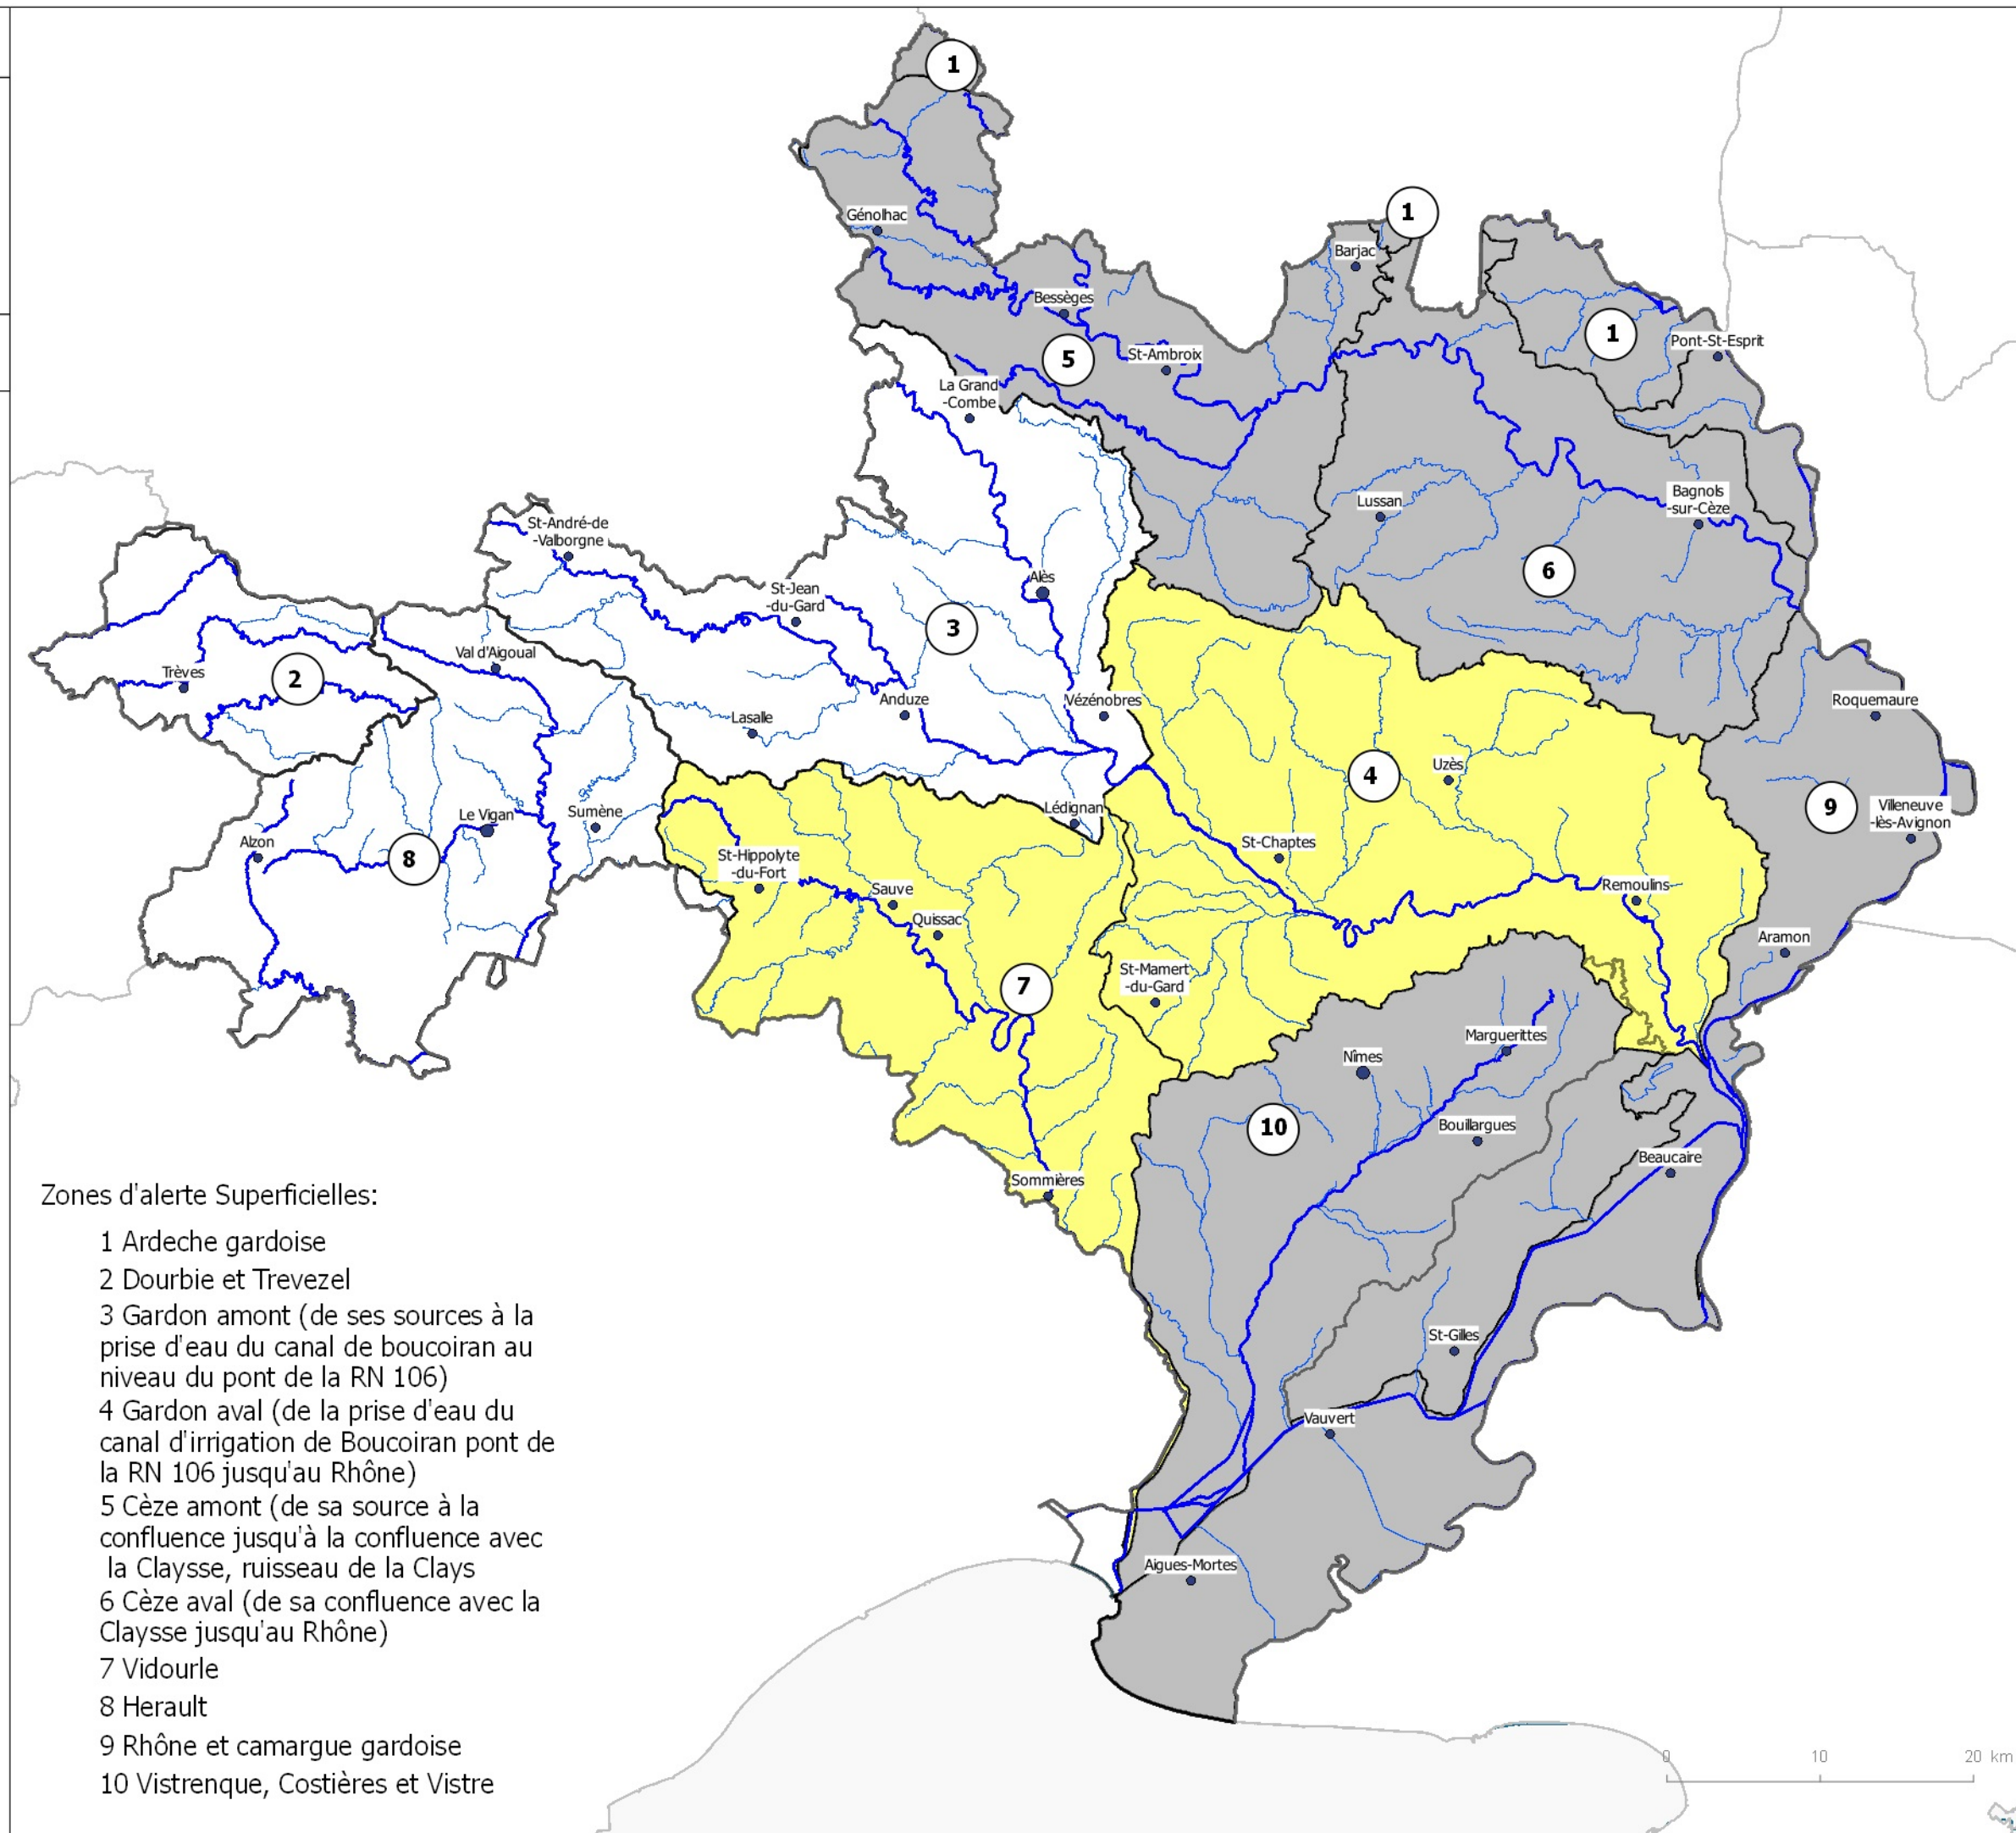 1
1
Génolhac
Barjac
Bessèges
1
Pont-St-Esprit
5
St-Ambroix
La Grand
-Combe
Lussan
Bagnols
-sur-Cèze
St-André-de
-Valborgne
6
Alès
St-Jean
-du-Gard
3
Val d'Aigoual
Trèves
2
Roquemaure
Anduze
Vézénobres
Lasalle
4
Uzès
9
Villeneuve
-lès-Avignon
Lédignan
Le Vigan
Sumène
Alzon
8
St-Chaptes
St-Hippolyte
-du-Fort
Sauve
Remoulins
Quissac
Aramon
St-Mamert
-du-Gard
7
Marguerittes
Nîmes
10
Bouillargues
Beaucaire
Sommières
St-Gilles
Vauvert
Aigues-Mortes
Zones d'alerte Superficielles:
1 Ardeche gardoise
2 Dourbie et Trevezel
3 Gardon amont (de ses sources à la
prise d'eau du canal de boucoiran au
niveau du pont de la RN 106)
4 Gardon aval (de la prise d'eau du
canal d'irrigation de Boucoiran pont de
la RN 106 jusqu'au Rhône)
5 Cèze amont (de sa source à la
confluence jusqu'à la confluence avec
la Claysse, ruisseau de la Clays
6 Cèze aval (de sa confluence avec la
Claysse jusqu'au Rhône)
7 Vidourle
8 Herault
9 Rhône et camargue gardoise
10 Vistrenque, Costières et Vistre
0 10 20 km